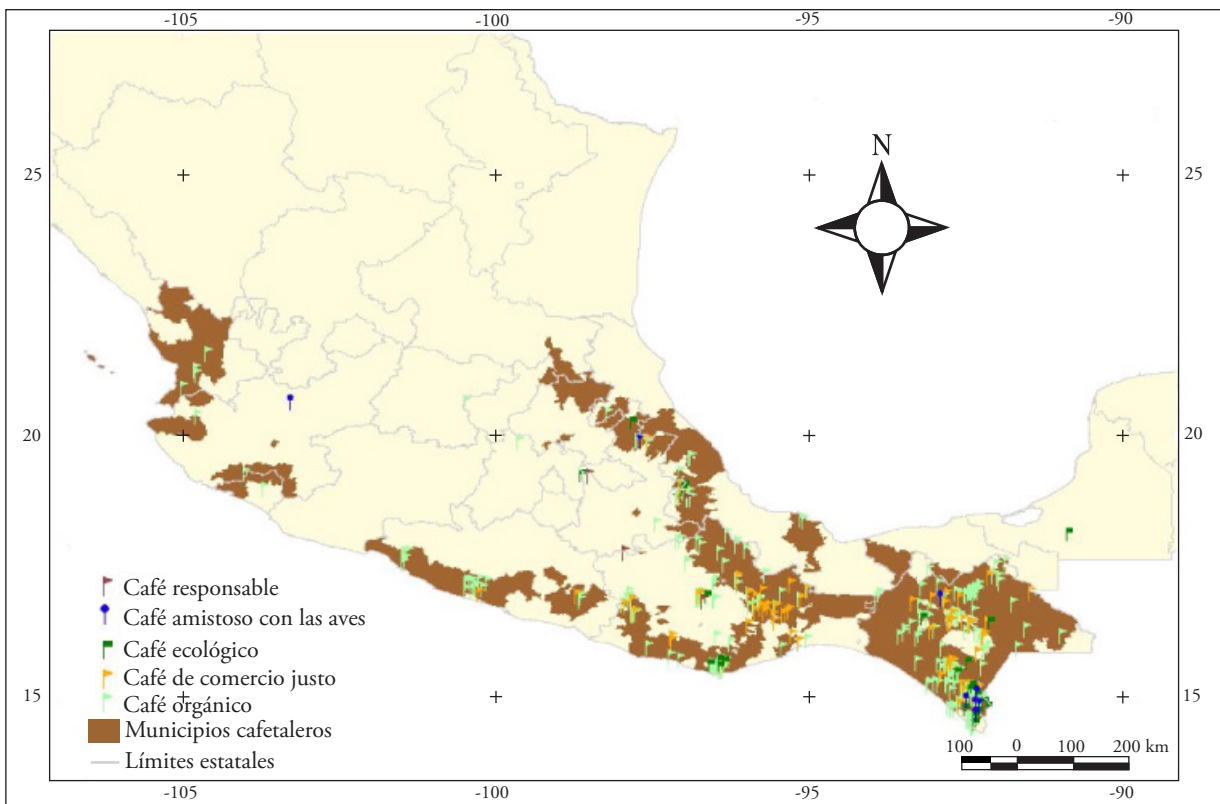 -105 -100 -95 -90
N
25 25
20 20
Café responsable
Café amistoso con las aves
Café ecológico
Café de comercio justo
Café orgánico
15 15
Municipios cafetaleros
Límites estatales
100 0 100 200 km
-105 -100 -95 -90